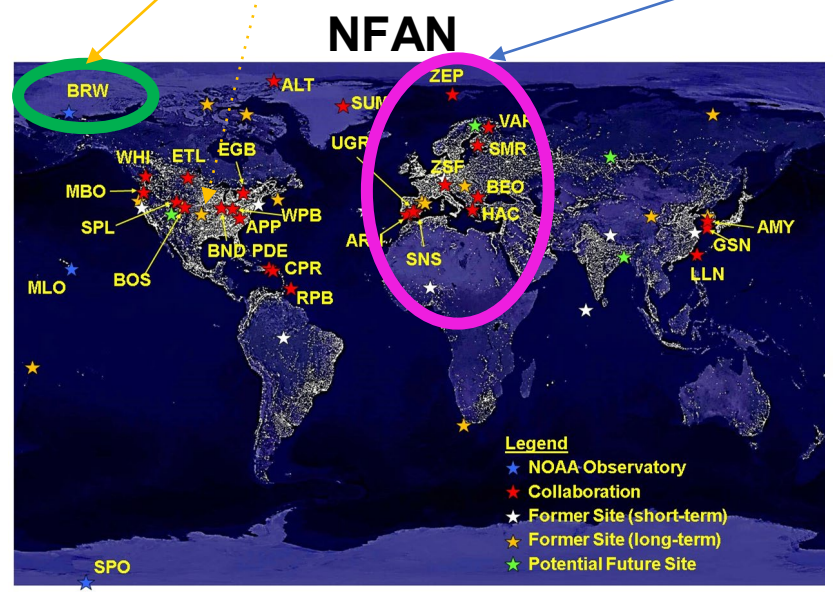 NFAN
ZEP
BRW
ALT
SUM
VAR
UGR
SMR
WHI
ETL
EGB
ZSF
MBO
BEO
WPB
HAC
SPL
APP
AMY
BND
PDE
GSN
SNS
CPR
LLN
BOS
MLO
RPB
Legend
NOAA Observatory
Collaboration
Former Site (short-term)
Former Site (long-term)
Potential Future Site
SPO